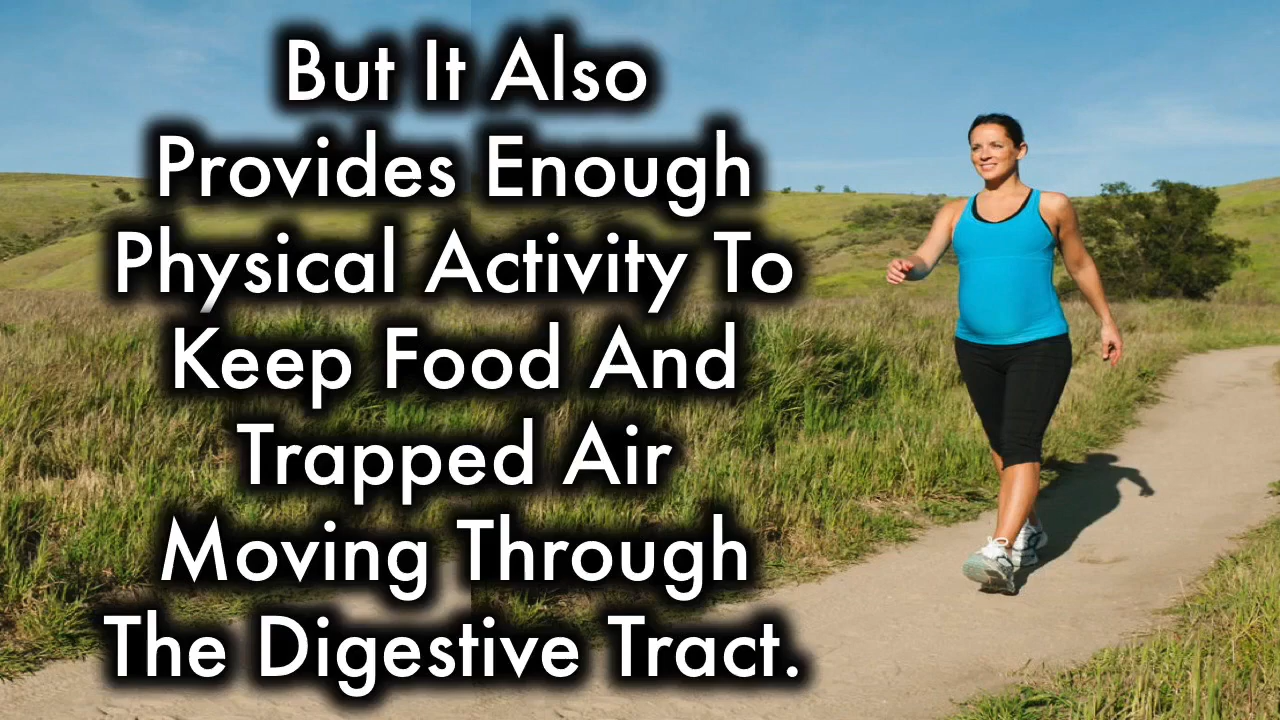 But It Also
Provides Enough
Physical Activity To
Keep Food And
Trapped Air
Moving Through
The Digestive Tract.